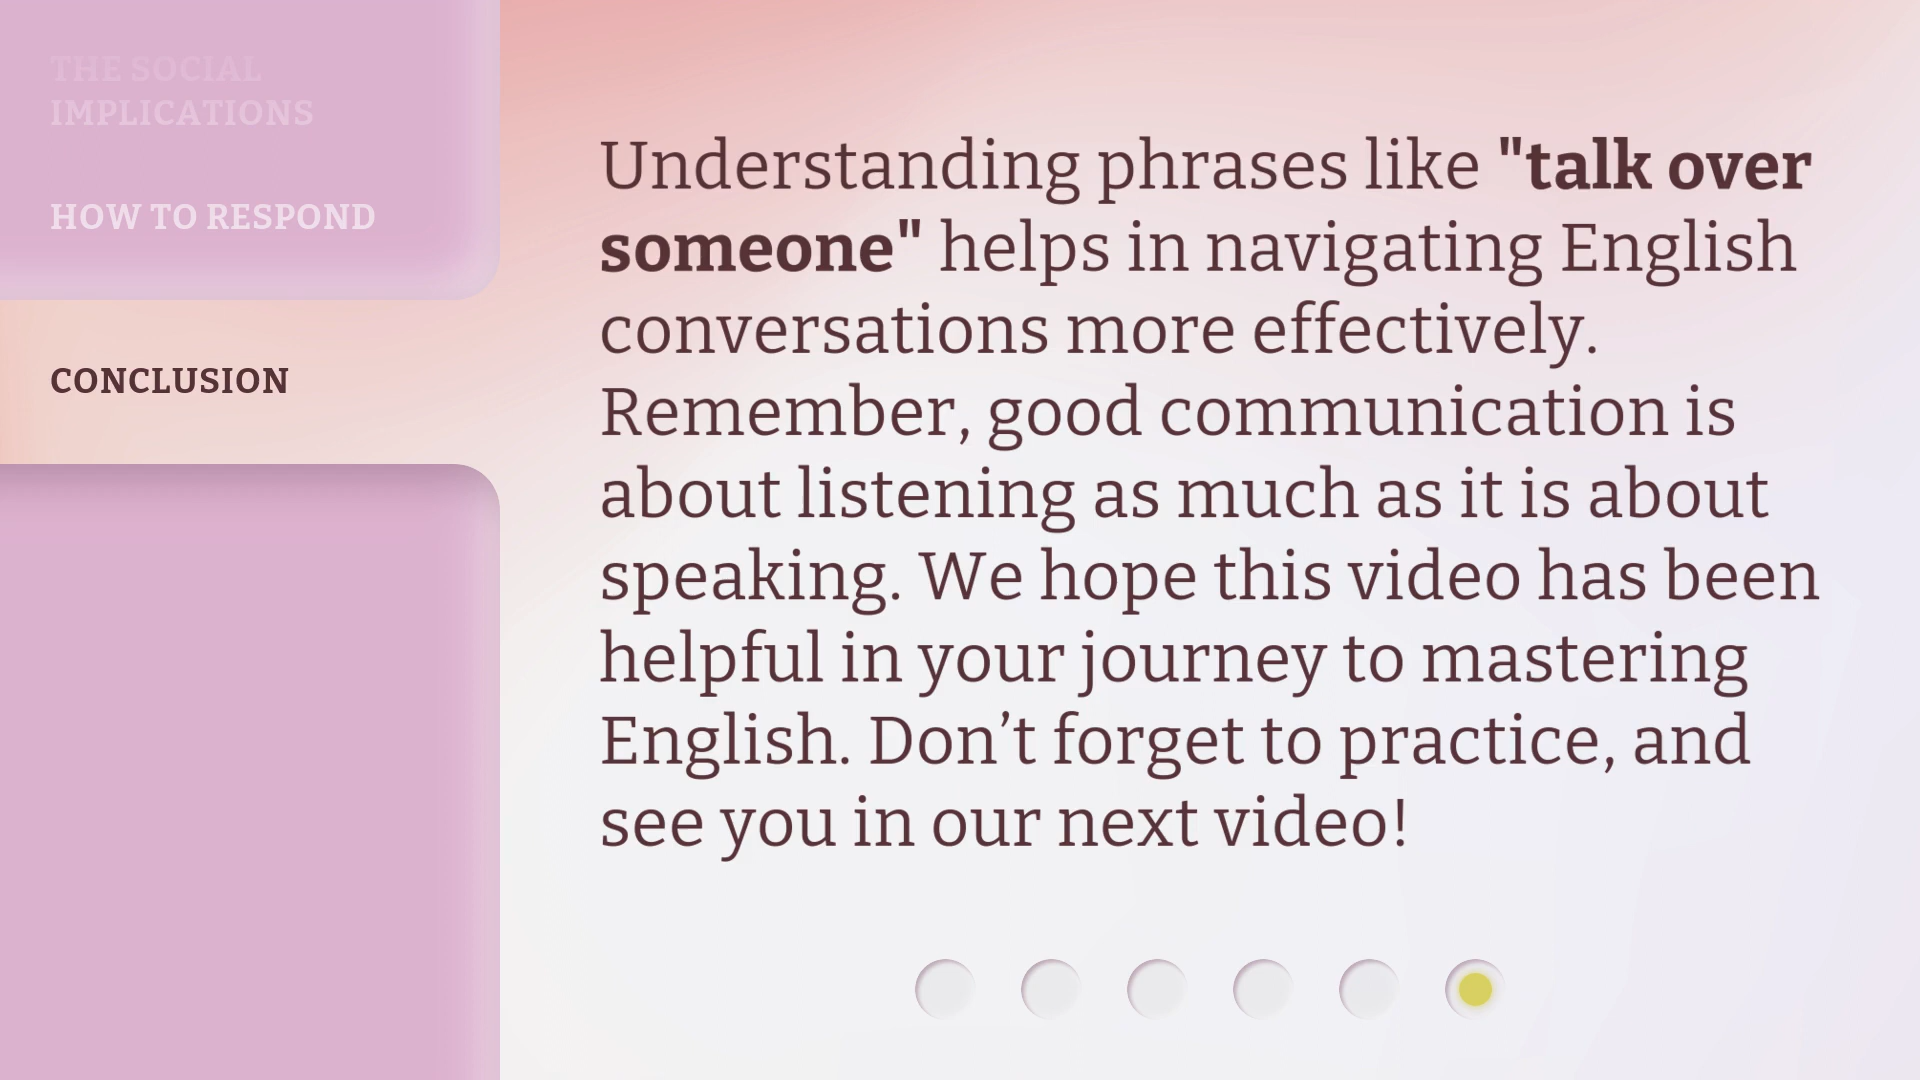 THE SOCIAL
IMPLICATIONS
HOW TO RESPOND
CONCLUSION
Understanding phrases like "talk over
someone" helps in navigating English
conversations more effectively.
Remember, good communication is
about listening as much as it is about
speaking. We hope this video has been
helpful in your journey to mastering
English. Don’t forget to practice, and
see you in our next video!